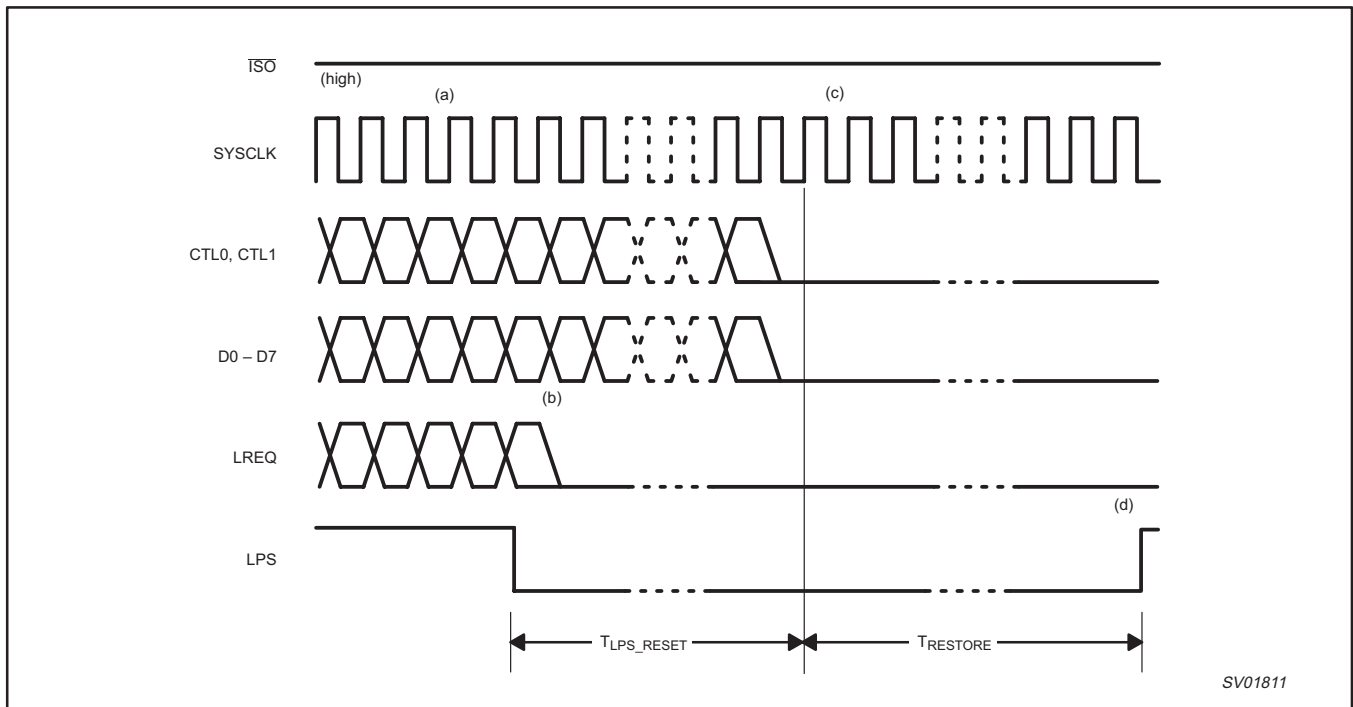 ISO
(high)
(a)
(c)
SYSCLK
CTL0, CTL1
D0 – D7
(b)
LREQ
(d)
LPS
TLPS_RESET
TRESTORE
SV01811